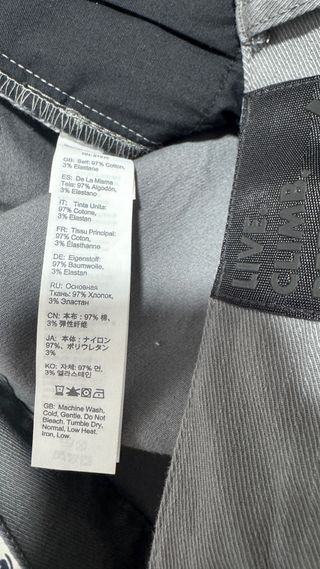 GB: Self: 97% Cotton,
3% Elastane
ES: De La Misma
Tela: 97% Algodón,
3% Elastano
IT: Tinta Unita:
97% Cotone,
3% Elastan
FR: Tissu Principal:
97% Coton,
3% Élasthanne
DE: Eigenstoff:
97% Baumwolle,
3% Elastan
RU: Основная
Ткань: 97% Хлопок,
3% Эластан
CN: 本布：97% 棉,
3% 弹性纤维
JA: 本体：ナイロン
97%、ポリウレタン
3%
KO: 자체: 97% 면,
3% 엘라스테인
GB: Machine Wash,
Cold, Gentle. Do Not
Bleach. Tumble Dry,
Normal, Low Heat.
Iron, Low.
LIVE
CLIMB.